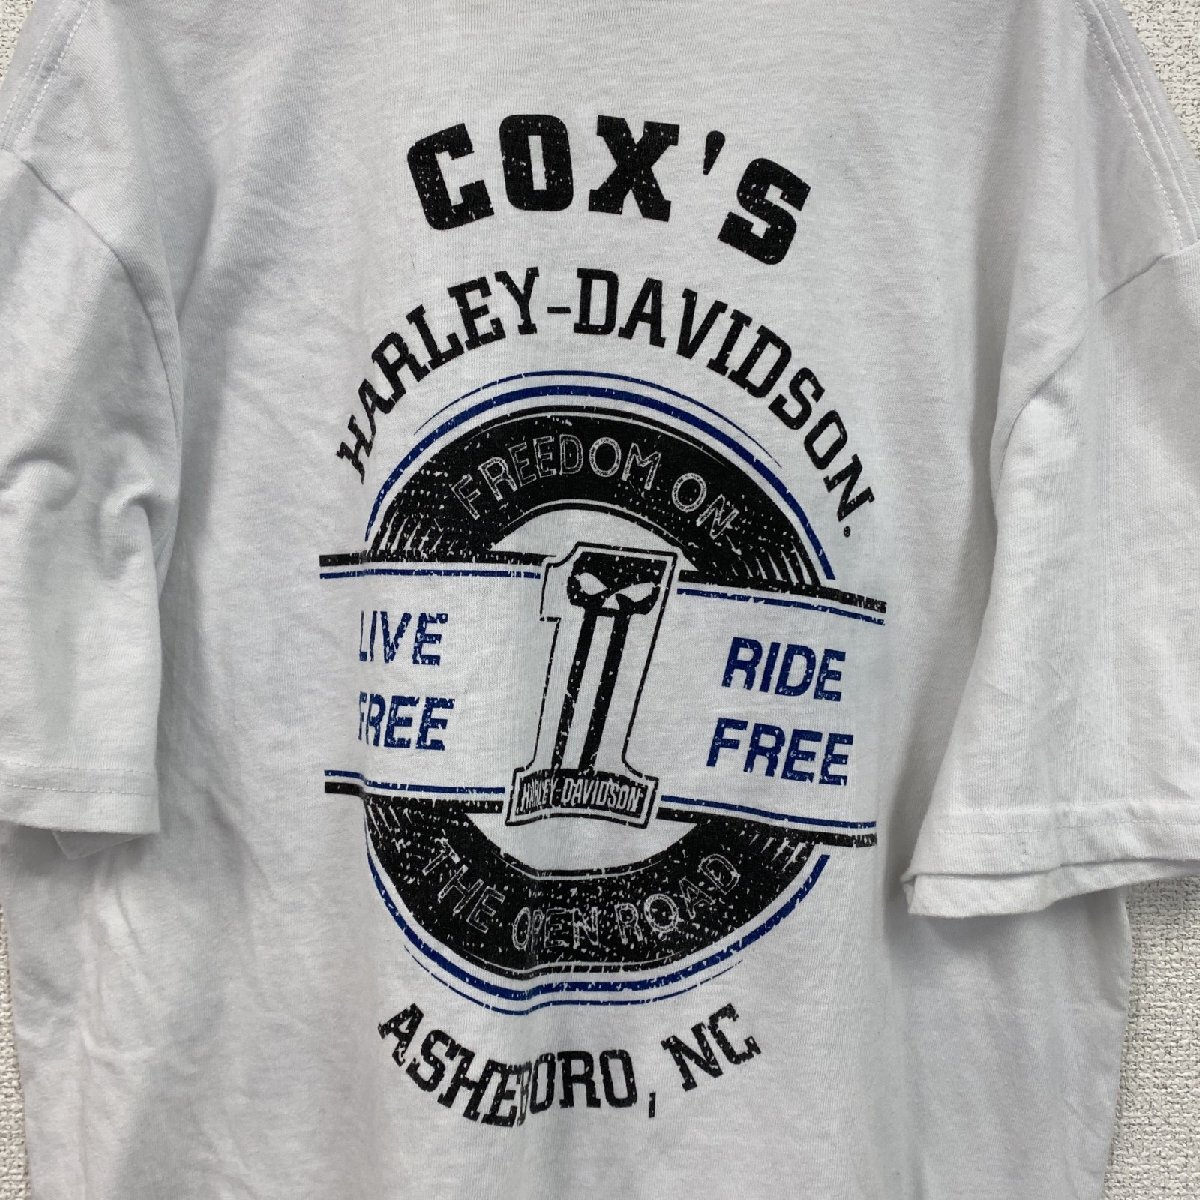 COX'S
HARLEY-DAVIDSON.
FREEDOM ON
LIVE
FREE
RIDE
FREE
HARLEY-DAVIDSON
THE OPEN ROAD
ASHEBORO, NC